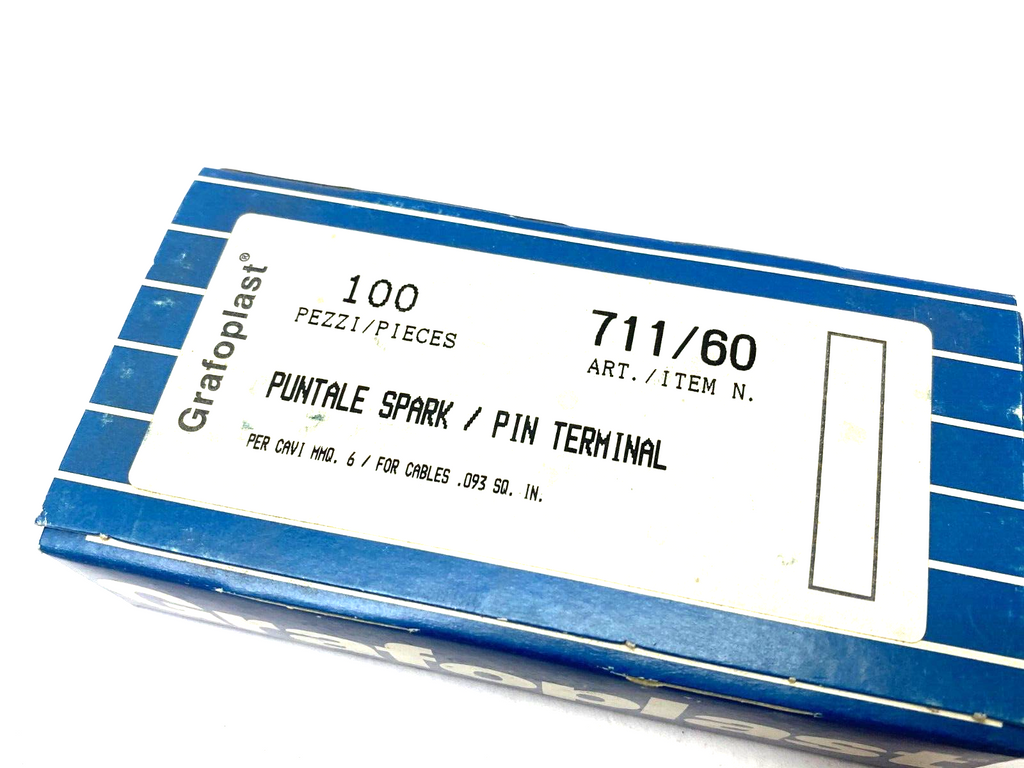 Grafoplast®
100
PEZZI/PIECES
711/60
ART./ITEM N.
PUNTALE SPARK / PIN TERMINAL
PER CAVI MMQ. 6 / FOR CABLES .093 SQ. IN.
Grafoplast